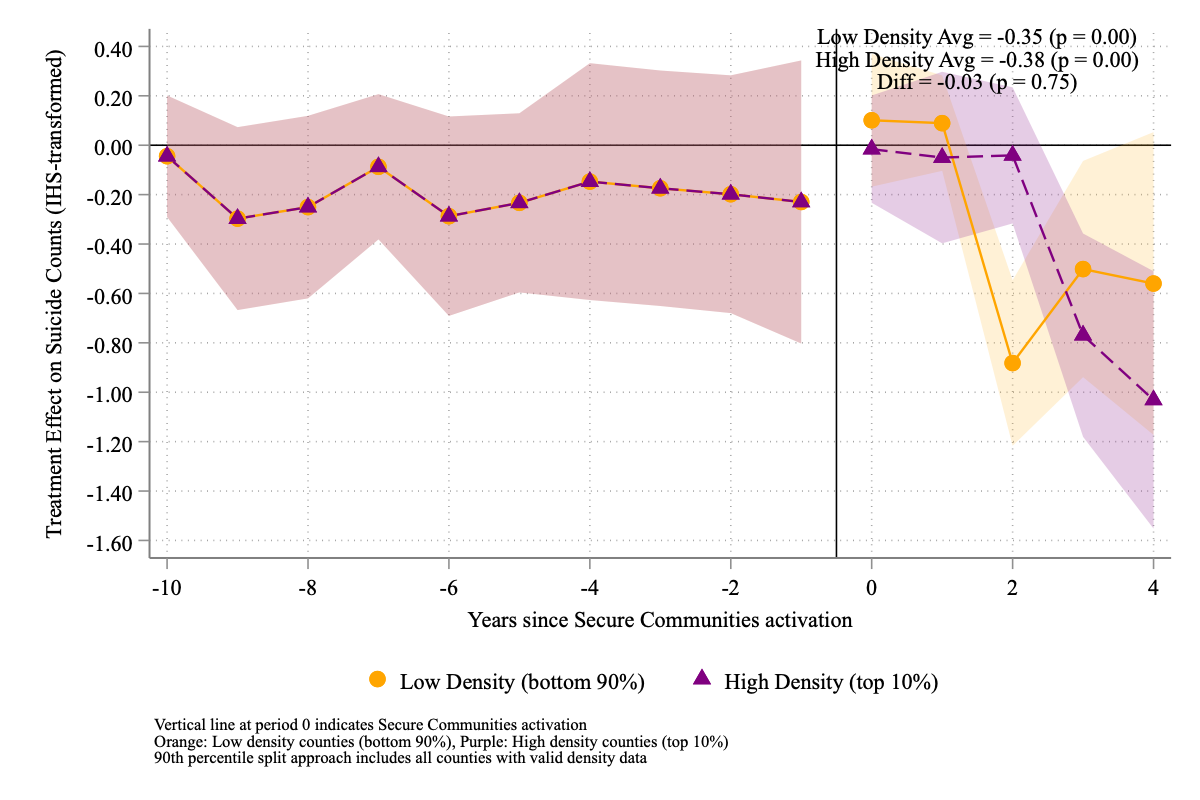 Low Density Avg = -0.35 (p = 0.00)
High Density Avg = -0.38 (p = 0.00)
Diff = -0.03 (p = 0.75)
Treatment Effect on Suicide Counts (IHS-transformed)
0.40
0.20
0.00
-0.20
-0.40
-0.60
-0.80
-1.00
-1.20
-1.40
-1.60
-10
-8
-6
-4
-2
0
2
4
Years since Secure Communities activation
Low Density (bottom 90%)
High Density (top 10%)
Vertical line at period 0 indicates Secure Communities activation
Orange: Low density counties (bottom 90%), Purple: High density counties (top 10%)
90th percentile split approach includes all counties with valid density data